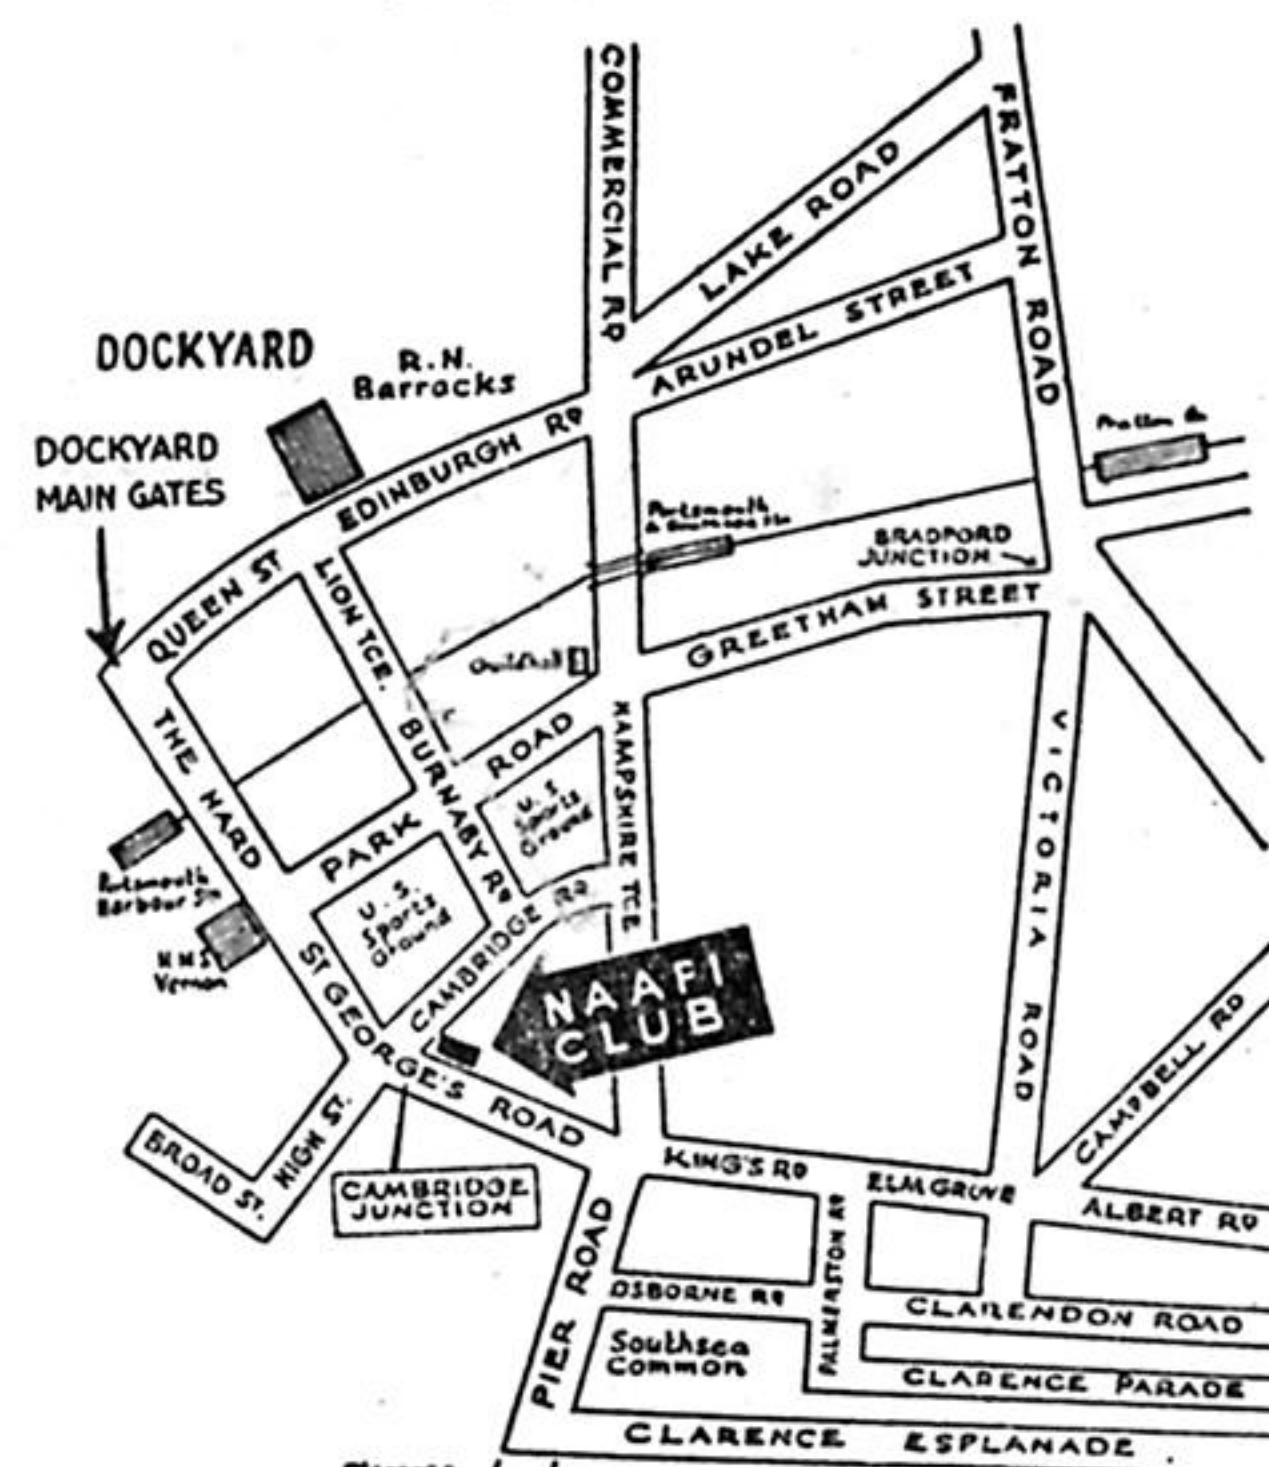 COMMERCIAL RD
FRATTON ROAD
LAKE ROAD
ARUNDEL STREET
DOCKYARD
R.N.
Barracks
DOCKYARD
MAIN GATES
EDINBURGH RD
Portsmouth
BRADFORD
JUNCTION
QUEEN ST
LION TCE.
Guildhall
GREETHAM STREET
THE HARD
BURNABY RD
PARK ROAD
HAMPSHIRE TCE
U.S.
Sports
Ground
VICTORIA ROAD
Portsmouth
Harbour Stn
U.S.
Sports
Ground
CAMBRIDGE RD
H.M.S.
Vernon
ST GEORGE'S ROAD
NAAFI
CLUB
CAMPBELL RD
HIGH ST.
BROAD ST.
CAMBRIDGE
JUNCTION
KING'S RD
ELM GROVE
ALBERT RD
PIER ROAD
PALMERSTON RD
OSBORNE RD
CLARENDON ROAD
Southsea
Common
CLARENCE PARADE
CLARENCE ESPLANADE